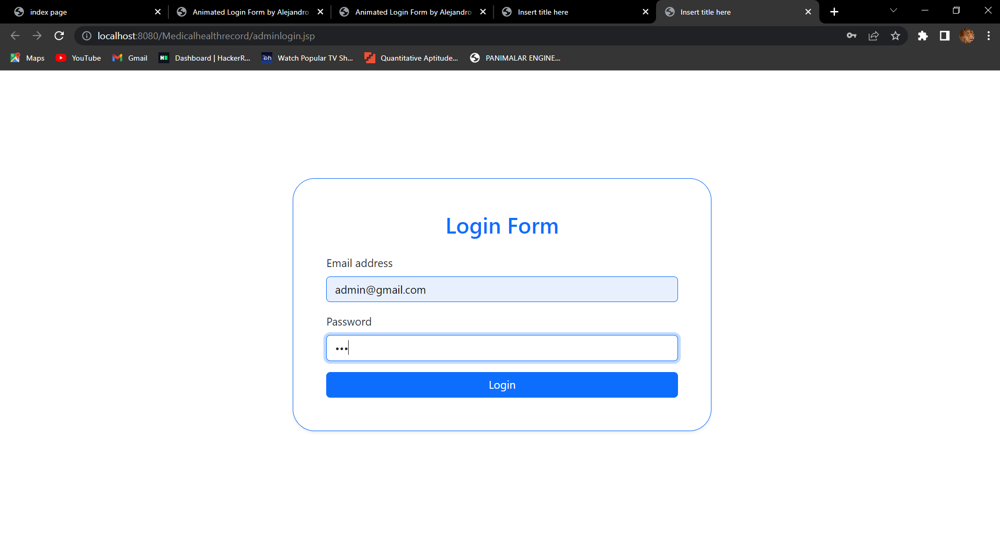 index page
Animated Login Form by Alejandro
Animated Login Form by Alejandro
Insert title here
Insert title here
localhost:8080/Medicalhealthrecord/adminlogin.jsp
Maps
YouTube
Gmail
Dashboard | HackerR...
Watch Popular TV Sh...
Quantitative Aptitude...
PANIMALAR ENGINE...
Login Form
Email address
admin@gmail.com
Password
•••
Login